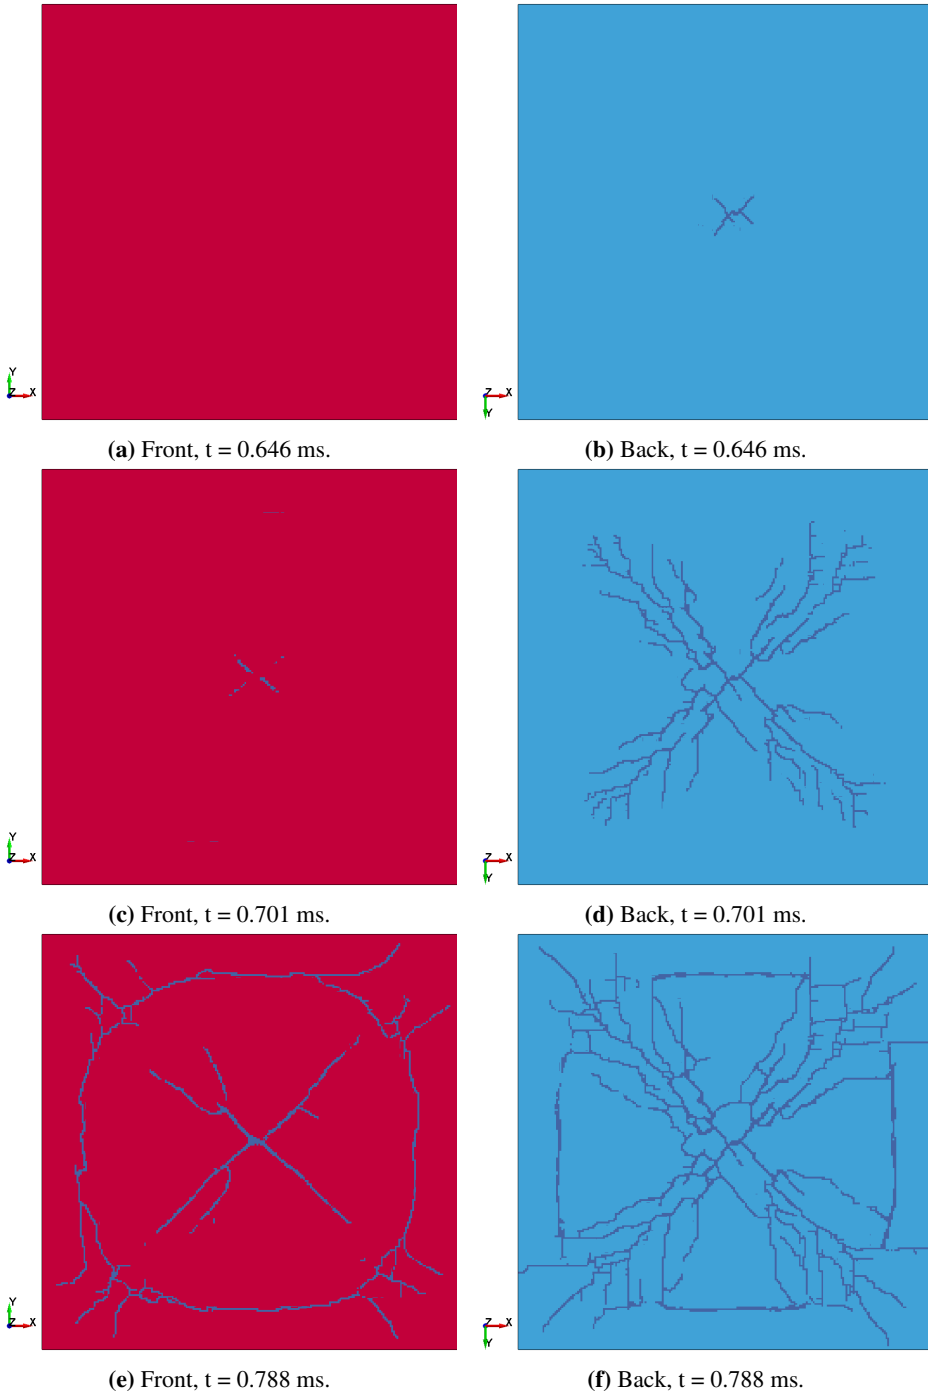 Y
Z X
Z X
Y
(a) Front, t = 0.646 ms.
(b) Back, t = 0.646 ms.
Y
Z X
Z X
Y
(c) Front, t = 0.701 ms.
(d) Back, t = 0.701 ms.
Y
Z X
Z X
Y
(e) Front, t = 0.788 ms.
(f) Back, t = 0.788 ms.